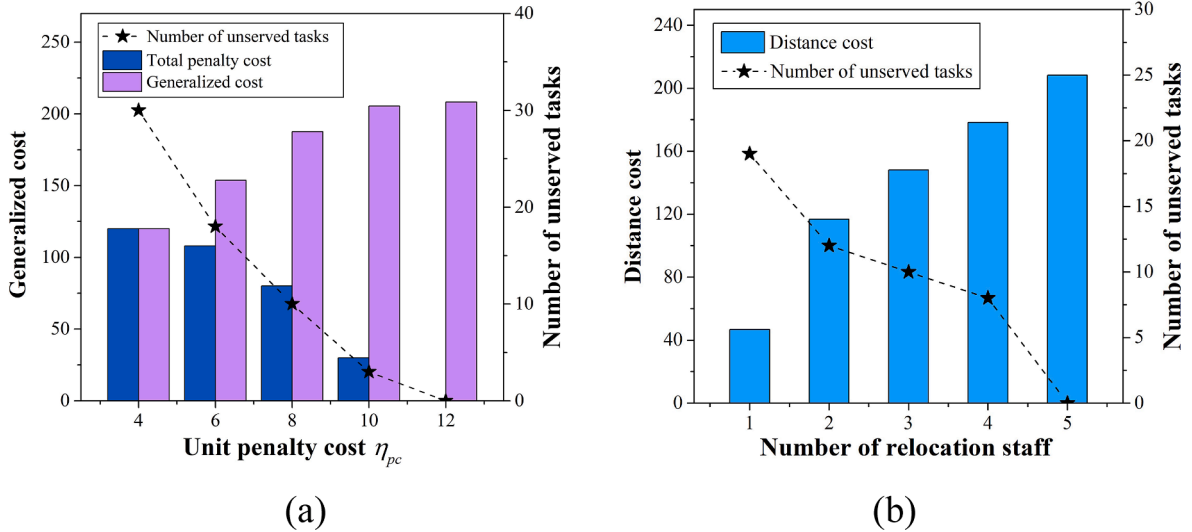 Number of unserved tasks
Total penalty cost
Generalized cost
Generalized cost
0
50
100
150
200
250
0
10
20
30
40
Number of unserved tasks
4
6
8
10
12
Unit penalty cost η_pc
(a)
Distance cost
Number of unserved tasks
Distance cost
0
40
80
120
160
200
240
0
5
10
15
20
25
30
Number of unserved tasks
1
2
3
4
5
Number of relocation staff
(b)